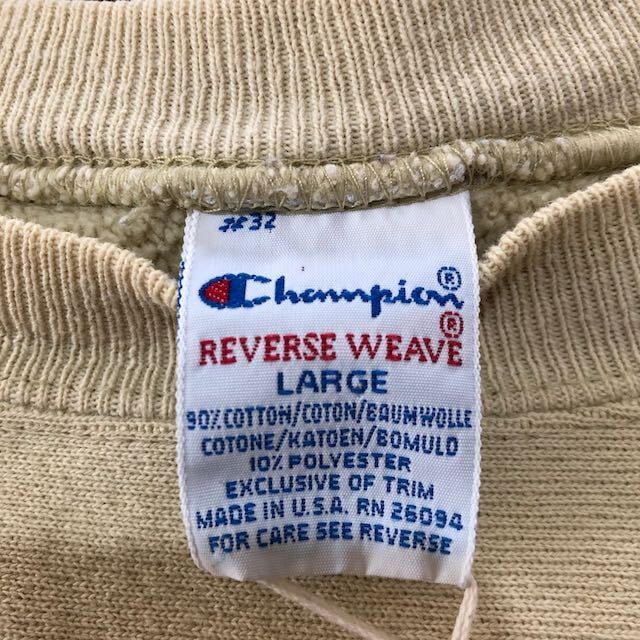 #32
Champion®
REVERSE WEAVE®
LARGE
90% COTTON/COTON/BAUMWOLLE
COTONE/KATOEN/BOMULD
10% POLYESTER
EXCLUSIVE OF TRIM
MADE IN U.S.A. RN 26094
FOR CARE SEE REVERSE